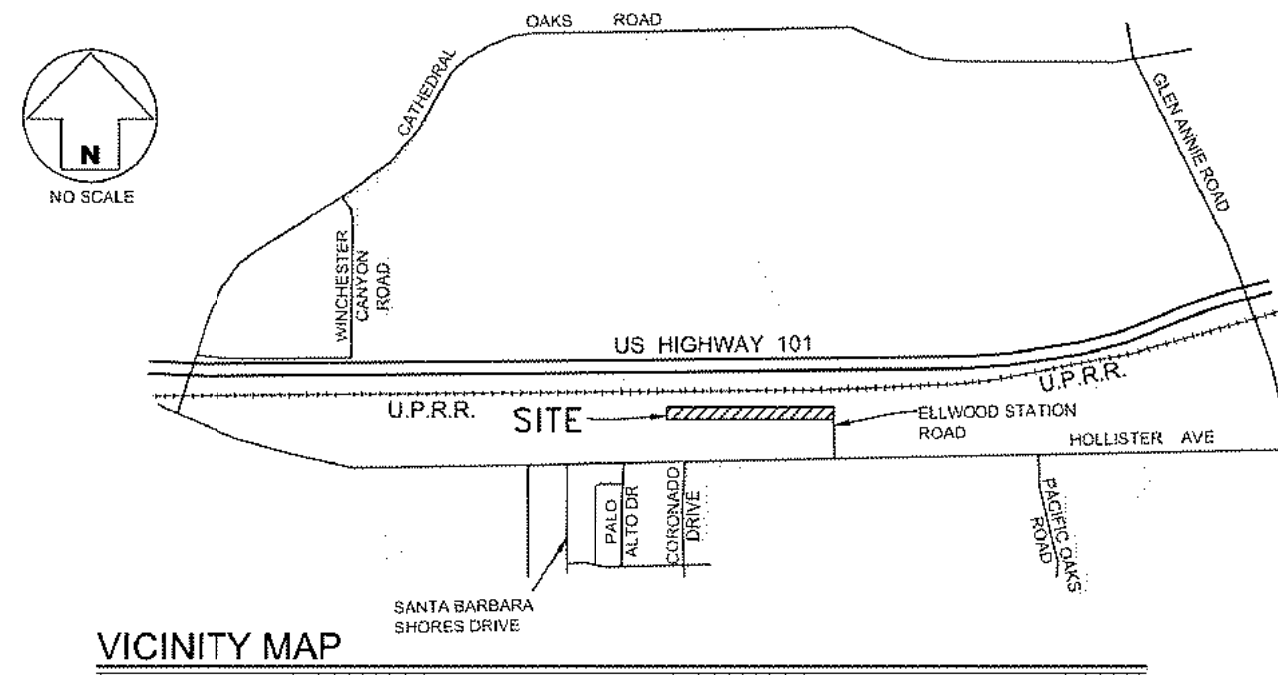 OAKS ROAD
CATHEDRAL
GLEN ANNIE ROAD
N
NO SCALE
WINCHESTER
CANYON
ROAD
US HIGHWAY 101
U.P.R.R.
U.P.R.R.
SITE
ELLWOOD STATION
ROAD
HOLLISTER AVE
PALO
ALTO DR
CORONADO
DRIVE
PACIFIC OAKS
ROAD
SANTA BARBARA
SHORES DRIVE
VICINITY MAP